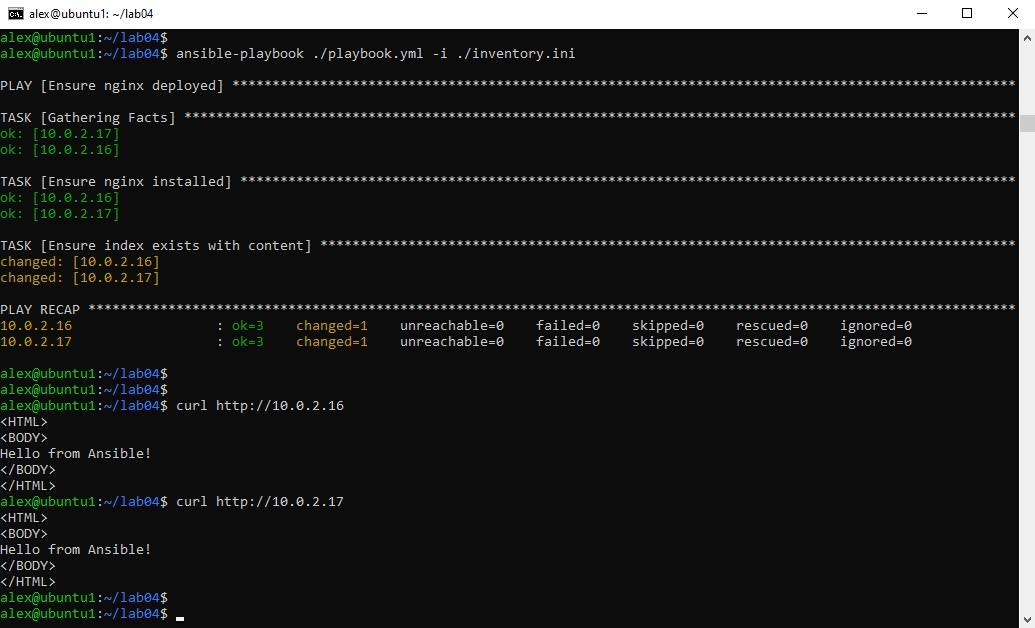 alex@ubuntu1: ~/lab04
alex@ubuntu1:~/lab04$
alex@ubuntu1:~/lab04$ ansible-playbook ./playbook.yml -i ./inventory.ini
PLAY [Ensure nginx deployed] **************************************************************************************************
TASK [Gathering Facts] ********************************************************************************************************
ok: [10.0.2.17]
ok: [10.0.2.16]
TASK [Ensure nginx installed] *************************************************************************************************
ok: [10.0.2.16]
ok: [10.0.2.17]
TASK [Ensure index exists with content] ***************************************************************************************
changed: [10.0.2.16]
changed: [10.0.2.17]
PLAY RECAP ********************************************************************************************************************
10.0.2.16                  : ok=3    changed=1    unreachable=0    failed=0    skipped=0    rescued=0    ignored=0
10.0.2.17                  : ok=3    changed=1    unreachable=0    failed=0    skipped=0    rescued=0    ignored=0
alex@ubuntu1:~/lab04$
alex@ubuntu1:~/lab04$
alex@ubuntu1:~/lab04$ curl http://10.0.2.16
<HTML>
<BODY>
Hello from Ansible!
</BODY>
</HTML>
alex@ubuntu1:~/lab04$ curl http://10.0.2.17
<HTML>
<BODY>
Hello from Ansible!
</BODY>
</HTML>
alex@ubuntu1:~/lab04$
alex@ubuntu1:~/lab04$